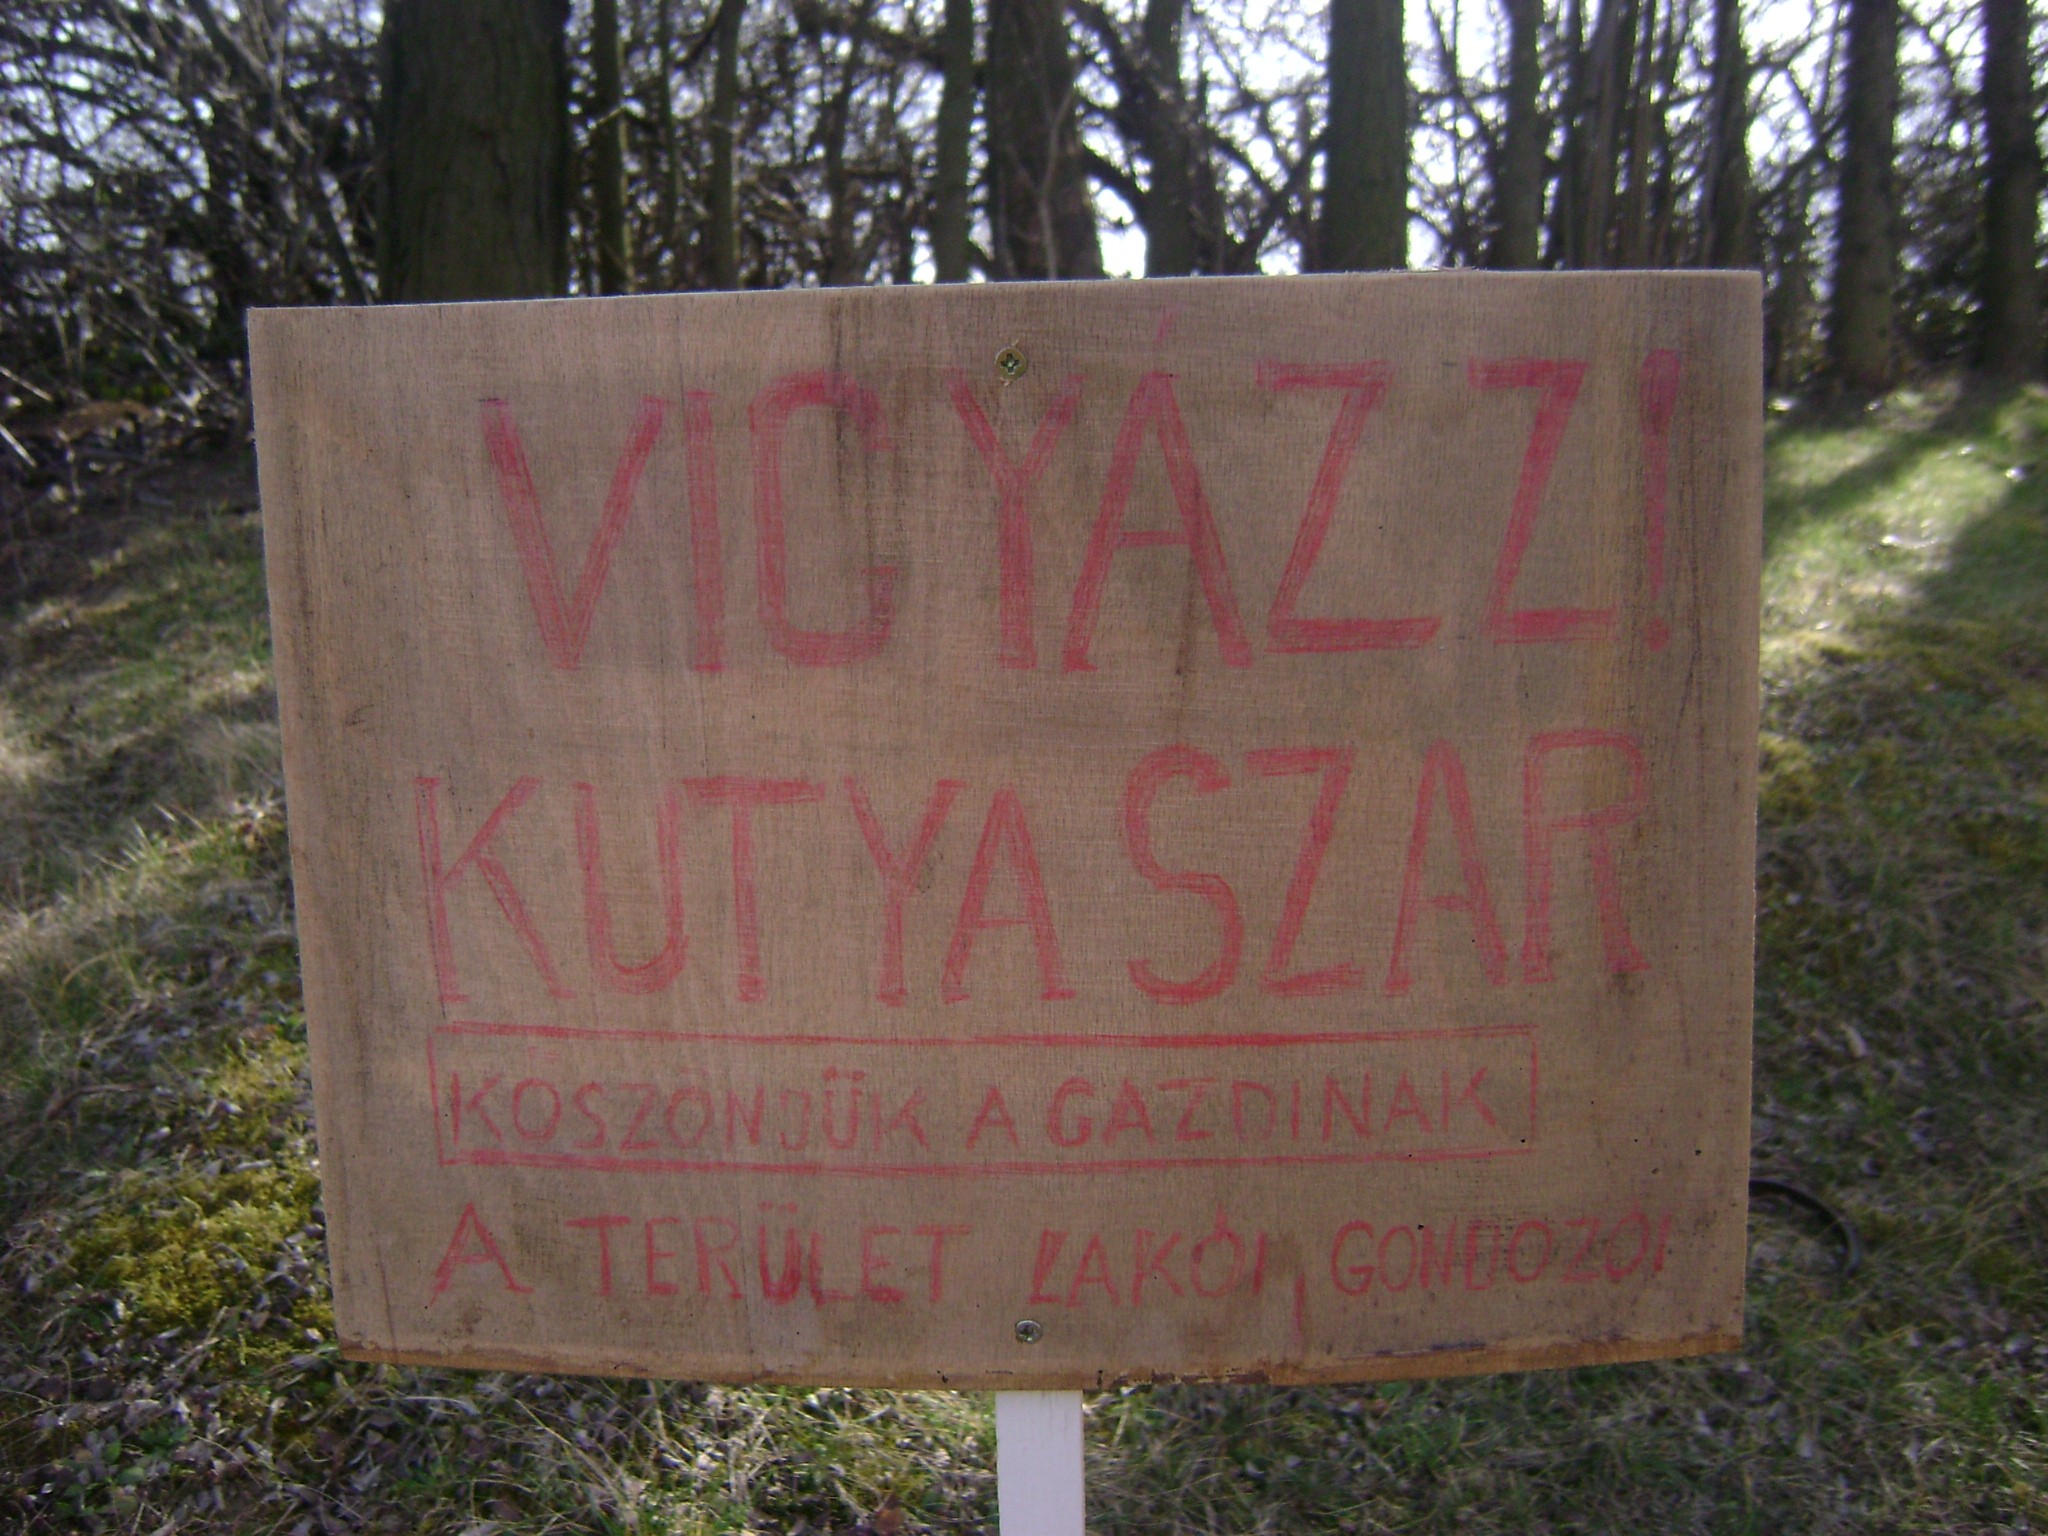 VIGYÁZZ!
KUTYASZAR
KÖSZÖNJÜK A GAZDINAK
A TERÜLET LAKÓI, GONDOZÓI